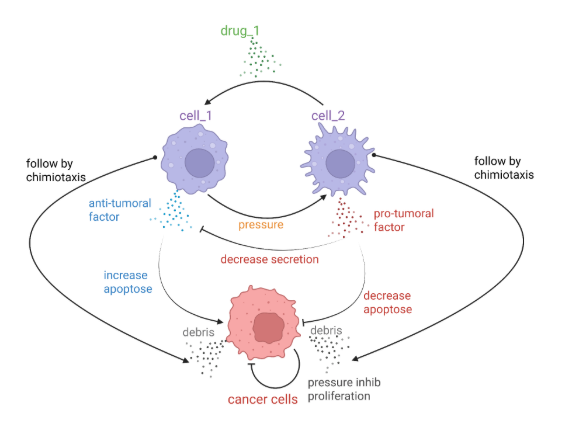 drug_1
cell_1
cell_2
follow by
chimiotaxis
follow by
chimiotaxis
anti-tumoral
factor
pressure
pro-tumoral
factor
decrease secretion
increase
apoptose
decrease
apoptose
debris
debris
pressure inhib
proliferation
cancer cells